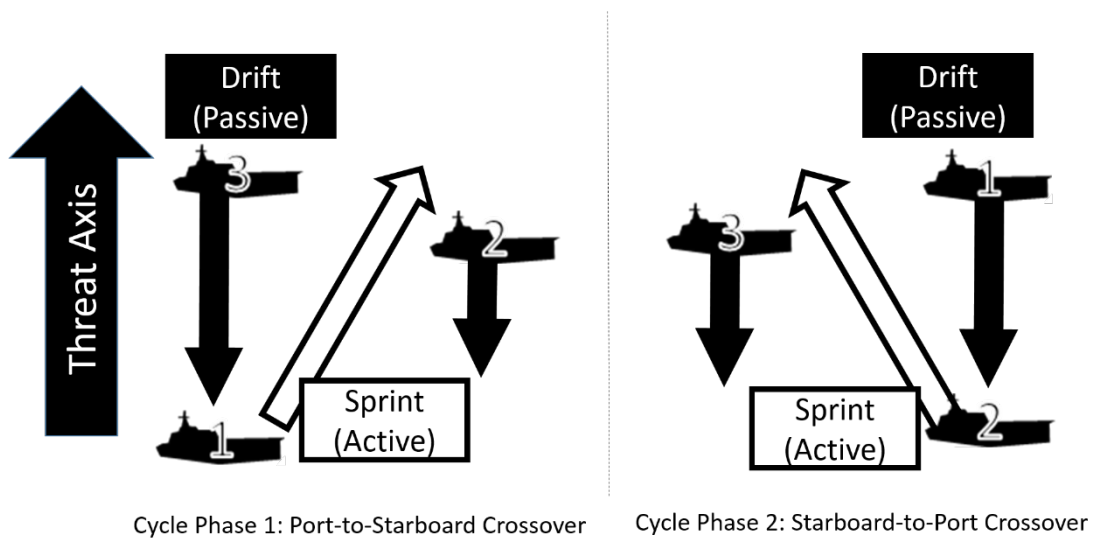 Threat Axis
Drift
(Passive)
3
2
1
Sprint
(Active)
Cycle Phase 1: Port-to-Starboard Crossover
Drift
(Passive)
1
3
2
Sprint
(Active)
Cycle Phase 2: Starboard-to-Port Crossover